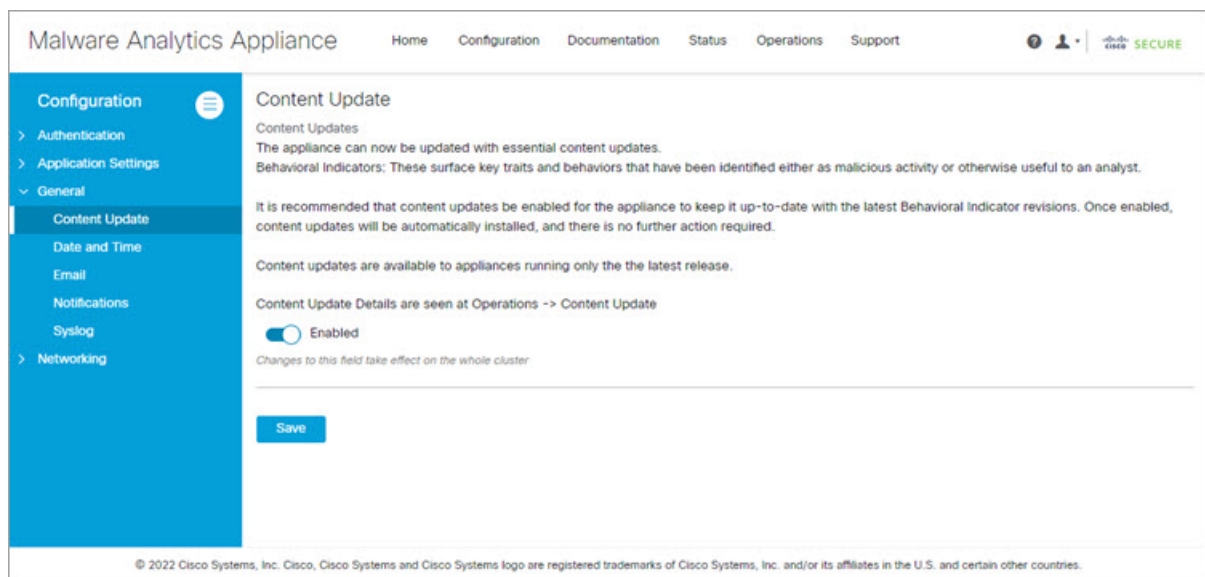 Malware Analytics Appliance
Home Configuration Documentation Status Operations Support
CISCO SECURE
Configuration
Authentication
Application Settings
General
Content Update
Date and Time
Email
Notifications
Syslog
Networking
Content Update
Content Updates
The appliance can now be updated with essential content updates.
Behavioral Indicators: These surface key traits and behaviors that have been identified either as malicious activity or otherwise useful to an analyst.
It is recommended that content updates be enabled for the appliance to keep it up-to-date with the latest Behavioral Indicator revisions. Once enabled,
content updates will be automatically installed, and there is no further action required.
Content updates are available to appliances running only the the latest release.
Content Update Details are seen at Operations -> Content Update
Enabled
Changes to this field take effect on the whole cluster
Save
© 2022 Cisco Systems, Inc. Cisco, Cisco Systems and Cisco Systems logo are registered trademarks of Cisco Systems, Inc. and/or its affiliates in the U.S. and certain other countries.